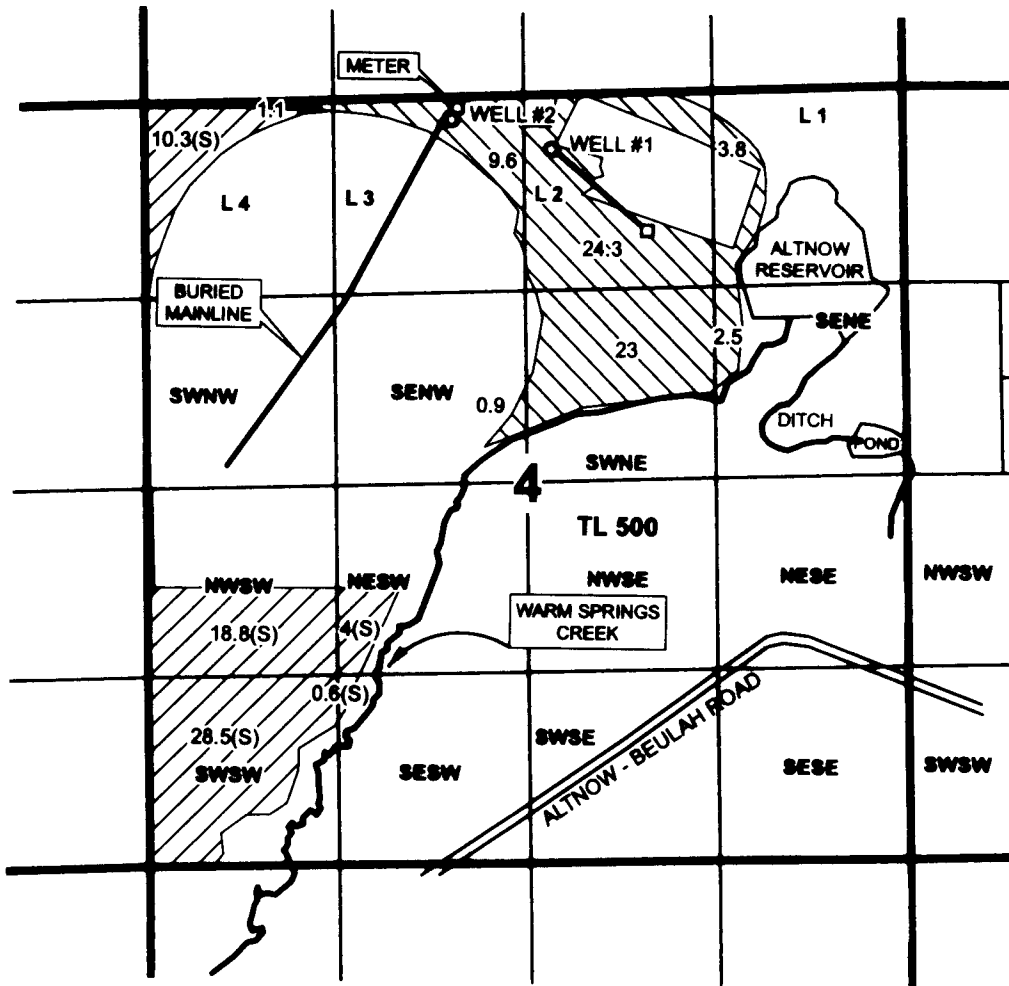 METER
1.1
WELL #2
L 1
10.3(S)
WELL #1
3.8
9.6
L 4
L 3
L 2
24.3
ALTNOW
RESERVOIR
BURIED
MAINLINE
SENE
2.5
23
SWNW
SENW
0.9
DITCH
POND
SWNE
4
TL 500
NWSW
NESW
NWSE
NESE
NWSW
18.8(S)
4(S)
WARM SPRINGS
CREEK
0.6(S)
28.5(S)
SWSW
SESW
SWSE
ALTNOW - BEULAH ROAD
SESE
SWSW